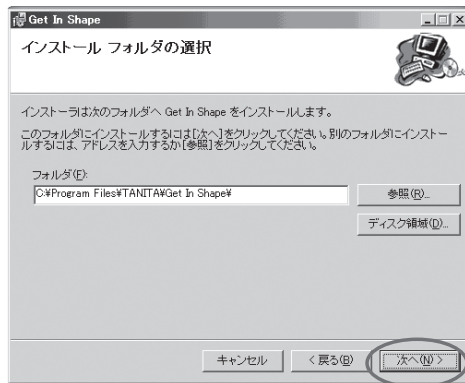 Get In Shape
インストール フォルダの選択
インストーラは次のフォルダへ Get In Shape をインストールします。
このフォルダにインストールするには[次へ]をクリックしてください。別のフォルダにインストー
ルするには、アドレスを入力するか[参照]をクリックしてください。
フォルダ(F):
C:¥Program Files¥TANITA¥Get In Shape¥
参照(R)...
ディスク領域(D)...
キャンセル
< 戻る(B)
次へ(N) >